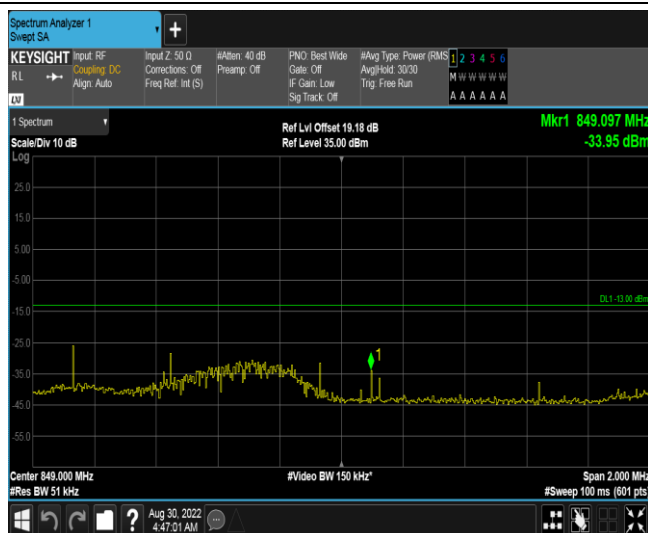 Spectrum Analyzer 1
Swept SA
+
KEYSIGHT
RL
LXI
Input: RF
Coupling: DC
Align: Auto
Input Z: 50 Ω
Corrections: Off
Freq Ref: Int (S)
#Atten: 40 dB
Preamp: Off
PNO: Best Wide
Gate: Off
IF Gain: Low
Sig Track: Off
#Avg Type: Power (RMS
Avg|Hold: 30/30
Trig: Free Run
1 2 3 4 5 6
M W W W W W
A A A A A A
1 Spectrum
Scale/Div 10 dB
Log
Ref Lvl Offset 19.18 dB
Ref Level 35.00 dBm
Mkr1 849.097 MHz
-33.95 dBm
25.0
15.0
5.00
-5.00
DL1 -13.00 dBm
-15.0
-25.0
1
-35.0
-45.0
-55.0
Center 849.000 MHz
#Res BW 51 kHz
#Video BW 150 kHz*
Span 2.000 MHz
#Sweep 100 ms (601 pts)
?
Aug 30, 2022
4:47:01 AM